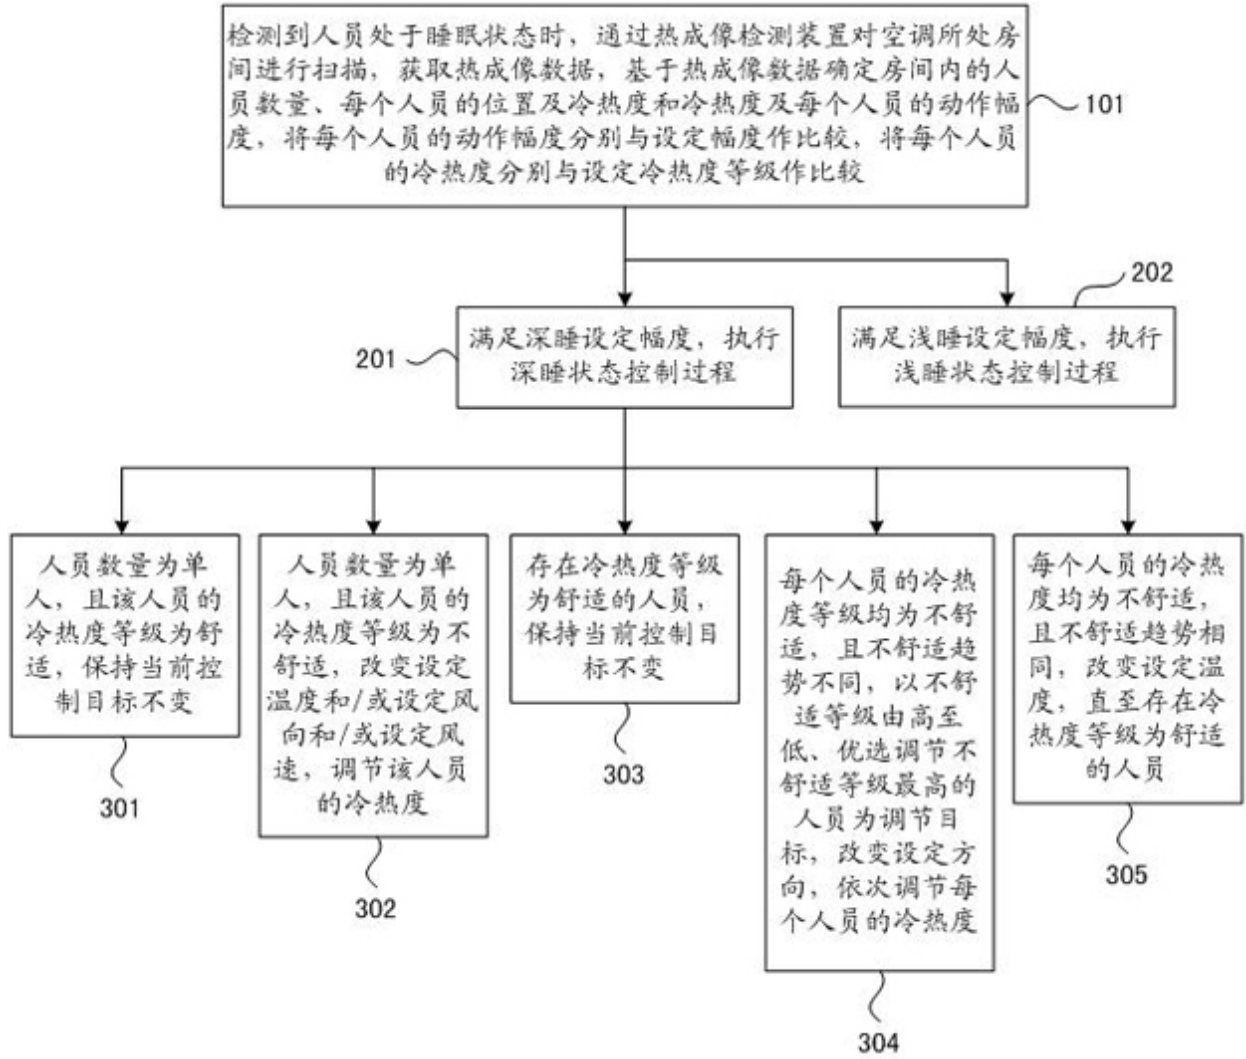 检测到人员处于睡眠状态时，通过热成像检测装置对空调所处房
间进行扫描，获取热成像数据，基于热成像数据确定房间内的人
员数量、每个人员的位置及冷热度和冷热度及每个人员的动作幅
度，将每个人员的动作幅度分别与设定幅度作比较，将每个人员
的冷热度分别与设定冷热度等级作比较
101
202
满足深睡设定幅度，执行
深睡状态控制过程
201
满足浅睡设定幅度，执行
浅睡状态控制过程
人员数量为单
人，且该人员的
冷热度等级为舒
适，保持当前控
制目标不变
301
人员数量为单
人，且该人员的
冷热度等级为不
舒适，改变设定
温度和/或设定风
向和/或设定风
速，调节该人员
的冷热度
302
存在冷热度等级
为舒适的人员，
保持当前控制目
标不变
303
每个人员的冷热
度等级均为不舒
适，且不舒适趋
势不同，以不舒
适等级由高至
低、优选调节不
舒适等级最高的
人员为调节目
标，改变设定方
向，依次调节每
个人员的冷热度
304
每个人员的冷热
度均为不舒适，
且不舒适趋势相
同，改变设定温
度，直至存在冷
热度等级为舒适
的人员
305